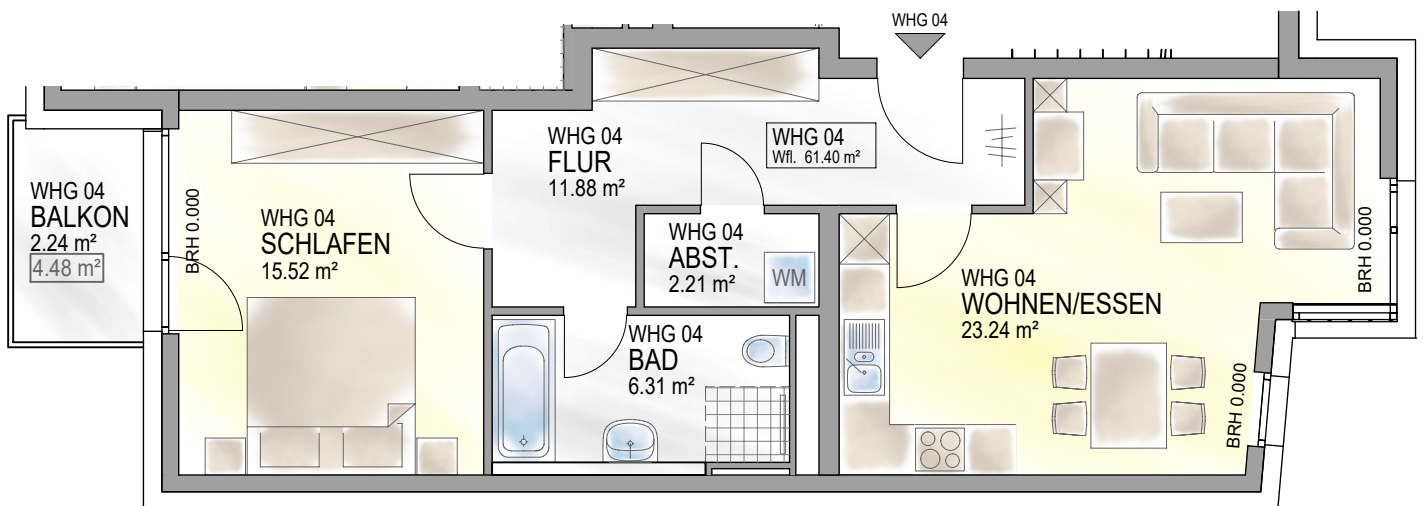 WHG 04
WHG 04
BALKON
2.24 m²
4.48 m²
BRH 0.000
WHG 04
SCHLAFEN
15.52 m²
WHG 04
FLUR
11.88 m²
WHG 04
Wfl. 61.40 m²
WHG 04
ABST.
2.21 m²
WM
WHG 04
BAD
6.31 m²
WHG 04
WOHNEN/ESSEN
23.24 m²
BRH 0.000
BRH 0.000